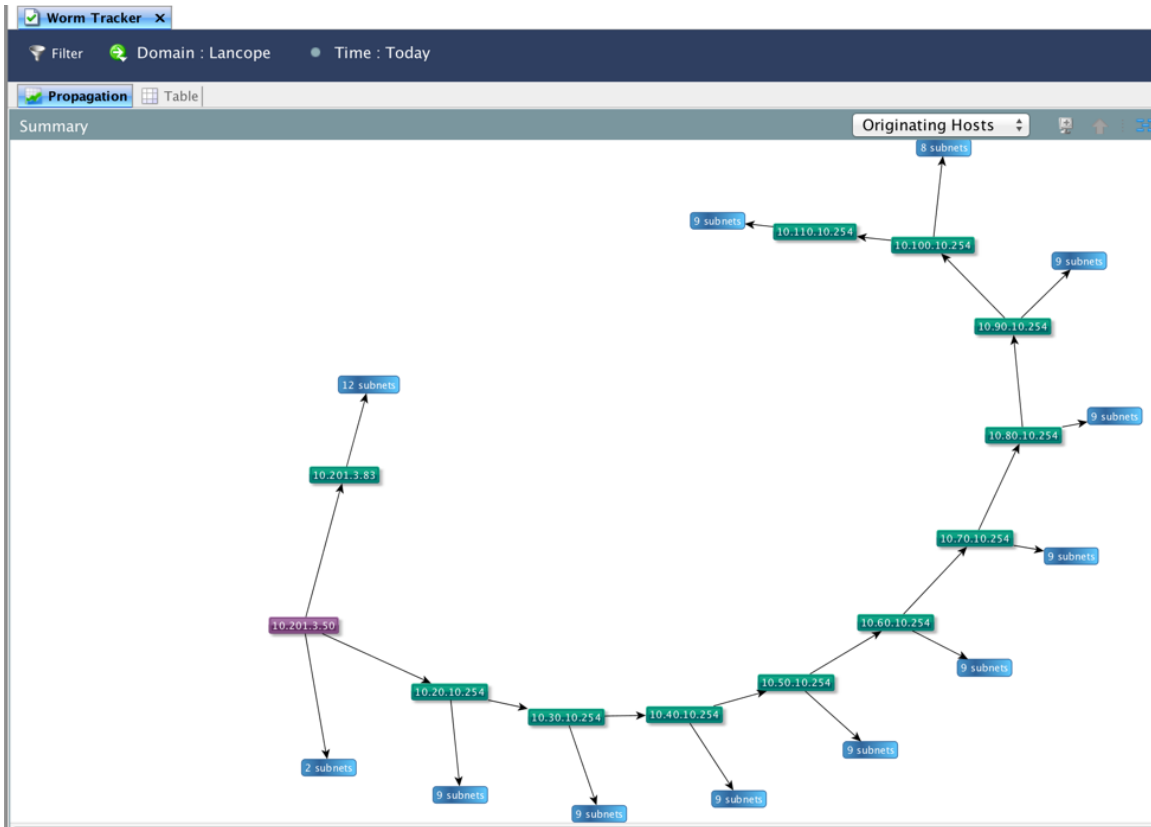 Worm Tracker ×
Filter Domain : Lancope Time : Today
Propagation Table
Summary Originating Hosts
8 subnets
9 subnets
10.110.10.254
10.100.10.254
9 subnets
10.90.10.254
12 subnets
9 subnets
10.80.10.254
10.201.3.83
10.70.10.254
9 subnets
10.201.3.50
10.60.10.254
9 subnets
10.50.10.254
10.20.10.254
10.30.10.254
10.40.10.254
9 subnets
2 subnets
9 subnets
9 subnets
9 subnets